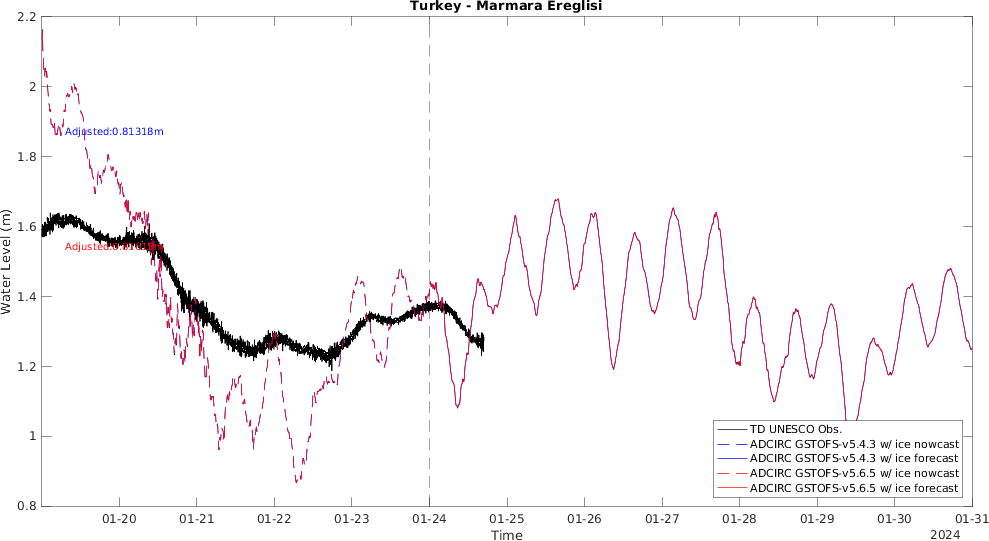 Turkey - Marmara Ereglisi
2.2
2
1.8
1.6
1.4
1.2
1
0.8
Water Level (m)
Adjusted:0.81318m
TD UNESCO Obs.
ADCIRC GSTOFS-v5.4.3 w/ ice nowcast
ADCIRC GSTOFS-v5.4.3 w/ ice forecast
ADCIRC GSTOFS-v5.6.5 w/ ice nowcast
ADCIRC GSTOFS-v5.6.5 w/ ice forecast
01-20
01-21
01-22
01-23
01-24
01-25
01-26
01-27
01-28
01-29
01-30
01-31
Time
2024